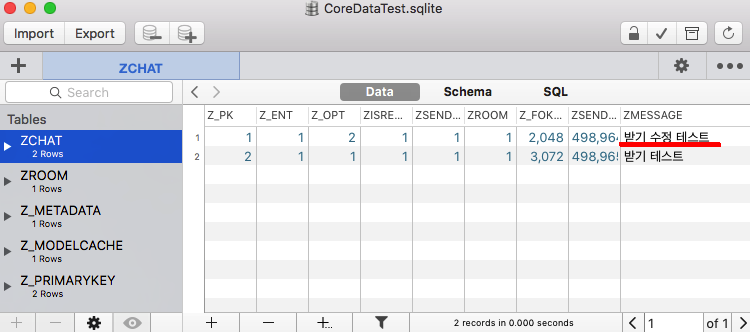 CoreDataTest.sqlite
Import Export
ZCHAT
Search
Data Schema SQL
Tables
ZCHAT
2 Rows
ZROOM
1 Rows
Z_METADATA
1 Rows
Z_MODELCACHE
1 Rows
Z_PRIMARYKEY
2 Rows
Z_PK Z_ENT Z_OPT ZISRE... ZSEND... ZROOM Z_FOK... ZSEND... ZMESSAGE
1 1 1 2 1 1 1 2,048 498,964 받기 수정 테스트
2 2 1 1 1 1 1 3,072 498,965 받기 테스트
2 records in 0.000 seconds
1 of 1